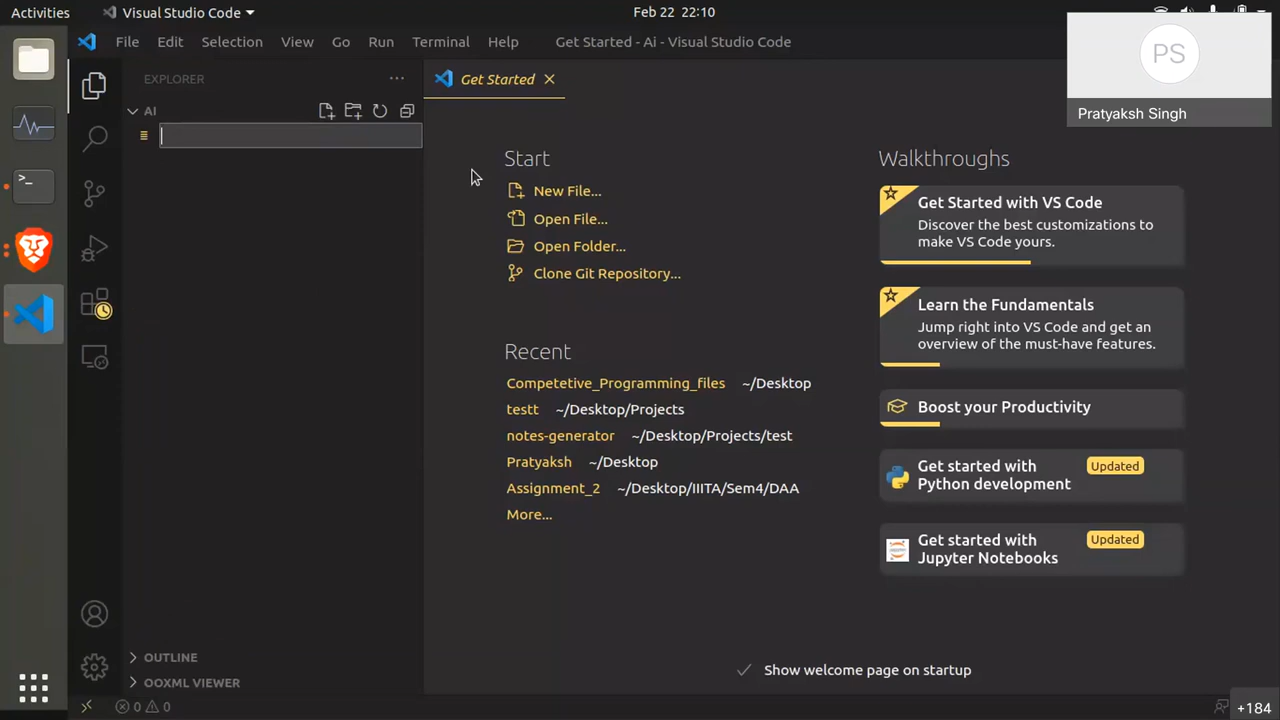 Activities
Visual Studio Code
Feb 22 22:10
File Edit Selection View Go Run Terminal Help
Get Started - Ai - Visual Studio Code
PS
Pratyaksh Singh
EXPLORER
Get Started
AI
Start
New File...
Open File...
Open Folder...
Clone Git Repository...
Recent
Competetive_Programming_files ~/Desktop
testt ~/Desktop/Projects
notes-generator ~/Desktop/Projects/test
Pratyaksh ~/Desktop
Assignment_2 ~/Desktop/IIITA/Sem4/DAA
More...
Walkthroughs
Get Started with VS Code
Discover the best customizations to
make VS Code yours.
Learn the Fundamentals
Jump right into VS Code and get an
overview of the must-have features.
Boost your Productivity
Get started with
Python development
Updated
Get started with
Jupyter Notebooks
Updated
OUTLINE
OOXML VIEWER
Show welcome page on startup
0 0
+184